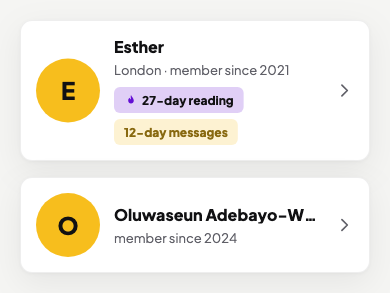 E
Esther
London · member since 2021
27-day reading
12-day messages
O
Oluwaseun Adebayo-W...
member since 2024